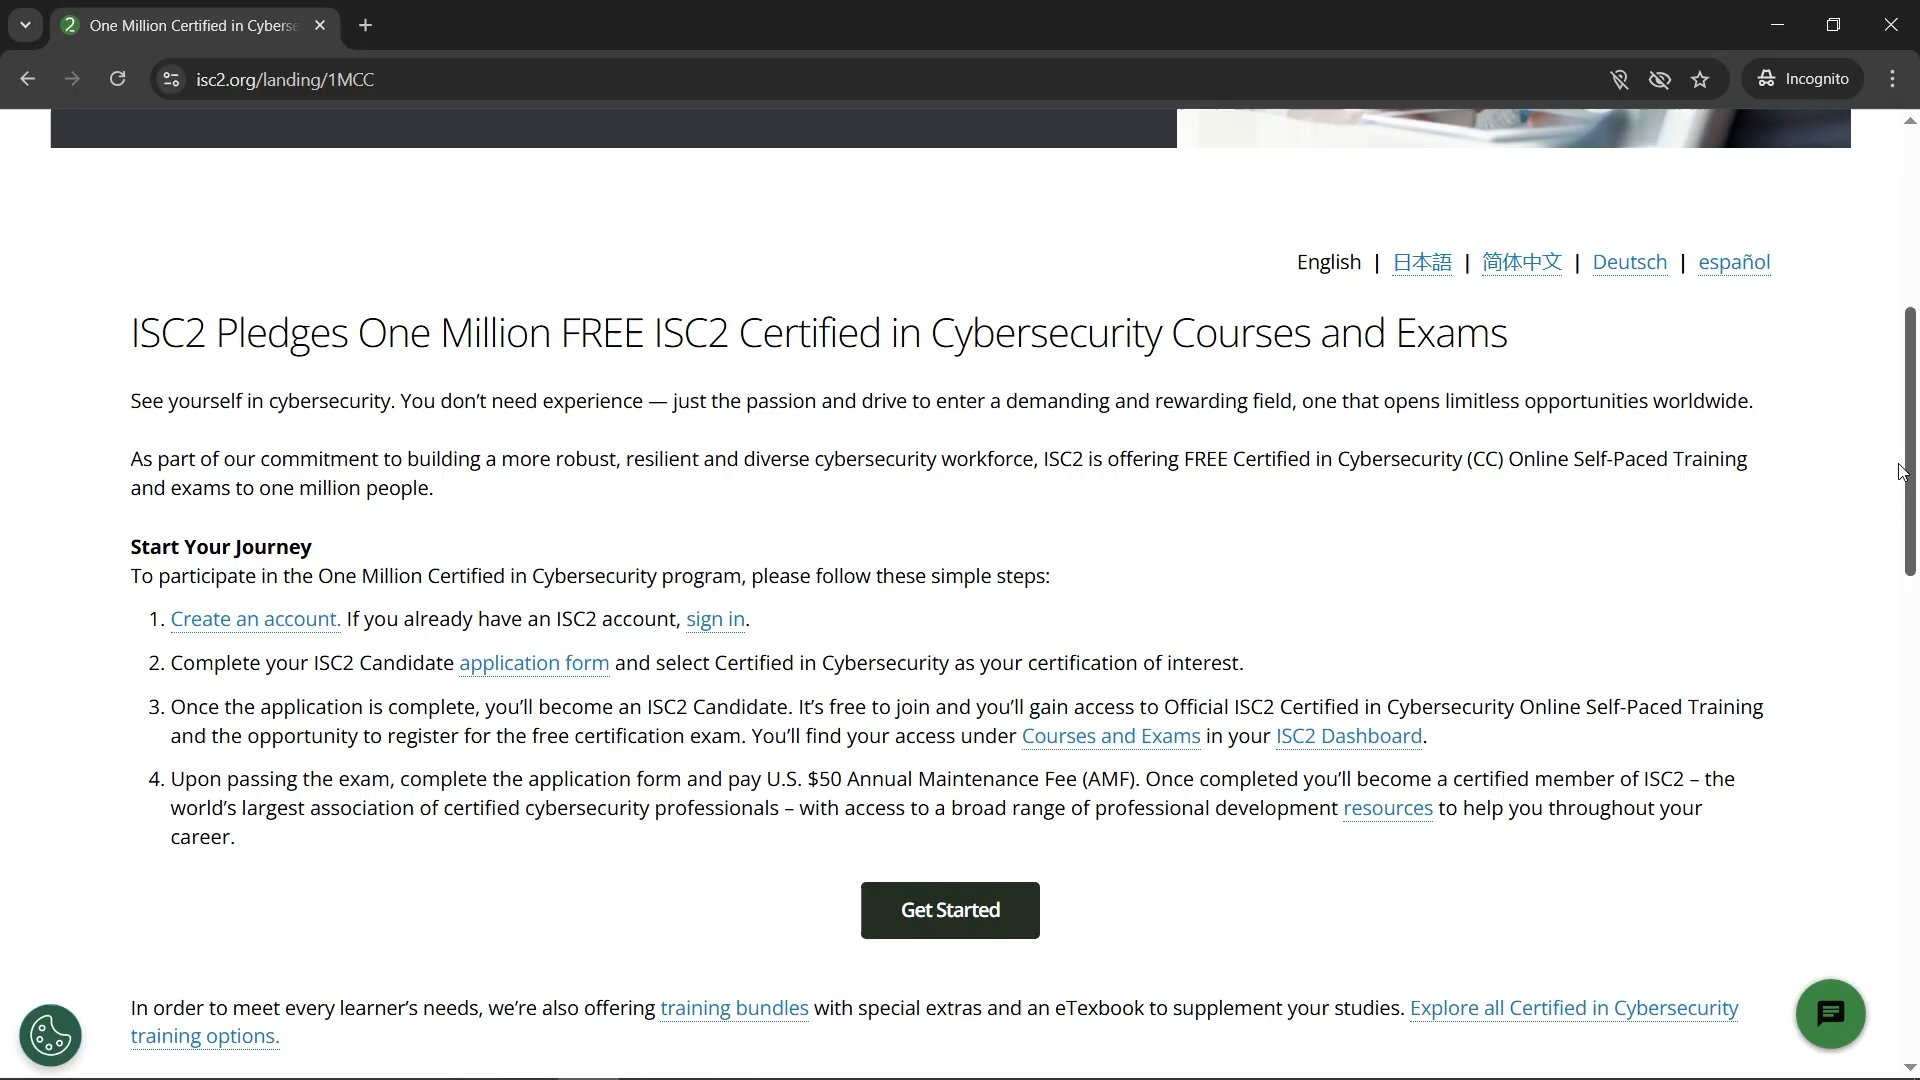 One Million Certified in Cyberse
isc2.org/landing/1MCC
Incognito
English | 日本語 | 简体中文 | Deutsch | español
ISC2 Pledges One Million FREE ISC2 Certified in Cybersecurity Courses and Exams
See yourself in cybersecurity. You don't need experience — just the passion and drive to enter a demanding and rewarding field, one that opens limitless opportunities worldwide.
As part of our commitment to building a more robust, resilient and diverse cybersecurity workforce, ISC2 is offering FREE Certified in Cybersecurity (CC) Online Self-Paced Training
and exams to one million people.
Start Your Journey
To participate in the One Million Certified in Cybersecurity program, please follow these simple steps:
1. Create an account. If you already have an ISC2 account, sign in.
2. Complete your ISC2 Candidate application form and select Certified in Cybersecurity as your certification of interest.
3. Once the application is complete, you'll become an ISC2 Candidate. It's free to join and you'll gain access to Official ISC2 Certified in Cybersecurity Online Self-Paced Training
and the opportunity to register for the free certification exam. You'll find your access under Courses and Exams in your ISC2 Dashboard.
4. Upon passing the exam, complete the application form and pay U.S. $50 Annual Maintenance Fee (AMF). Once completed you'll become a certified member of ISC2 – the
world's largest association of certified cybersecurity professionals – with access to a broad range of professional development resources to help you throughout your
career.
Get Started
In order to meet every learner's needs, we're also offering training bundles with special extras and an eTexbook to supplement your studies. Explore all Certified in Cybersecurity
training options.